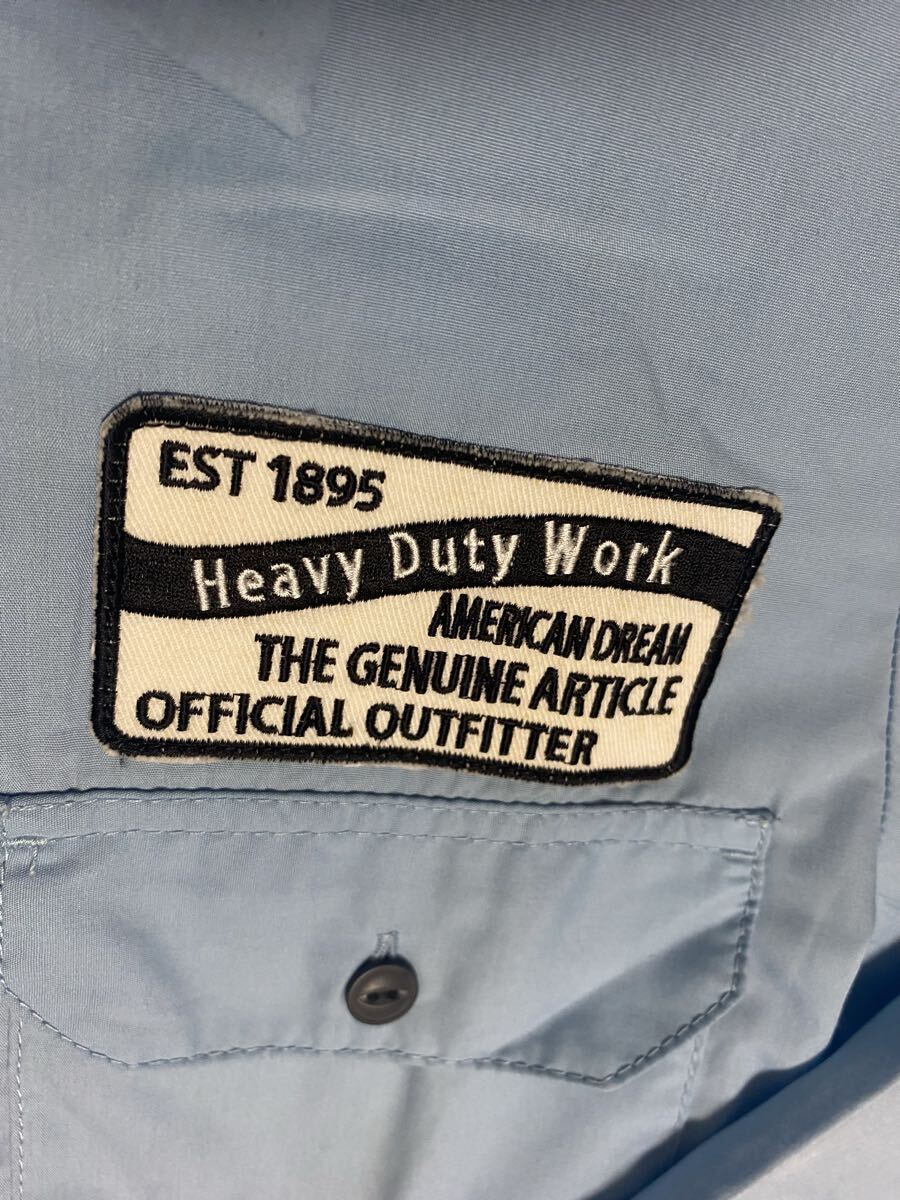 EST 1895
Heavy Duty Work
AMERICAN DREAM
THE GENUINE ARTICLE
OFFICIAL OUTFITTER